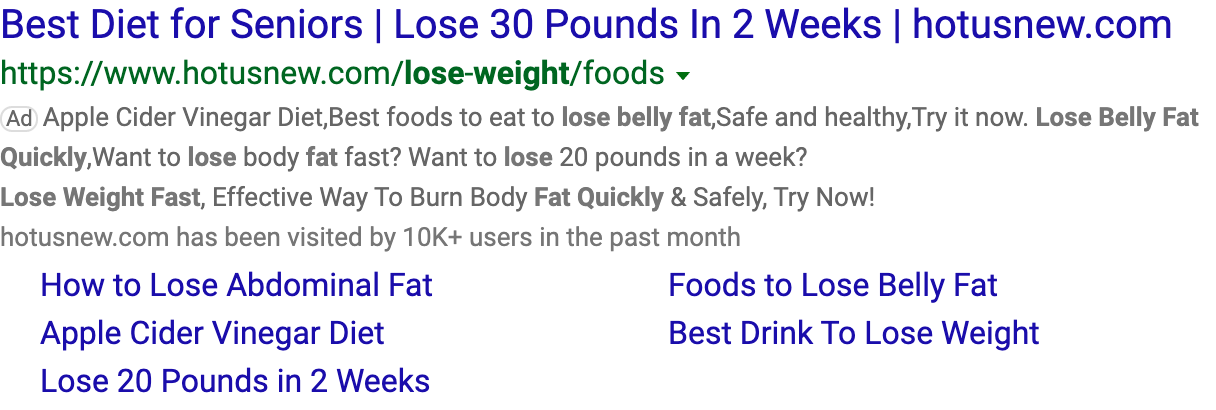 Best Diet for Seniors | Lose 30 Pounds In 2 Weeks | hotusnew.com
https://www.hotusnew.com/lose-weight/foods
Ad Apple Cider Vinegar Diet,Best foods to eat to lose belly fat,Safe and healthy,Try it now. Lose Belly Fat
Quickly,Want to lose body fat fast? Want to lose 20 pounds in a week?
Lose Weight Fast, Effective Way To Burn Body Fat Quickly & Safely, Try Now!
hotusnew.com has been visited by 10K+ users in the past month
How to Lose Abdominal Fat
Foods to Lose Belly Fat
Apple Cider Vinegar Diet
Best Drink To Lose Weight
Lose 20 Pounds in 2 Weeks